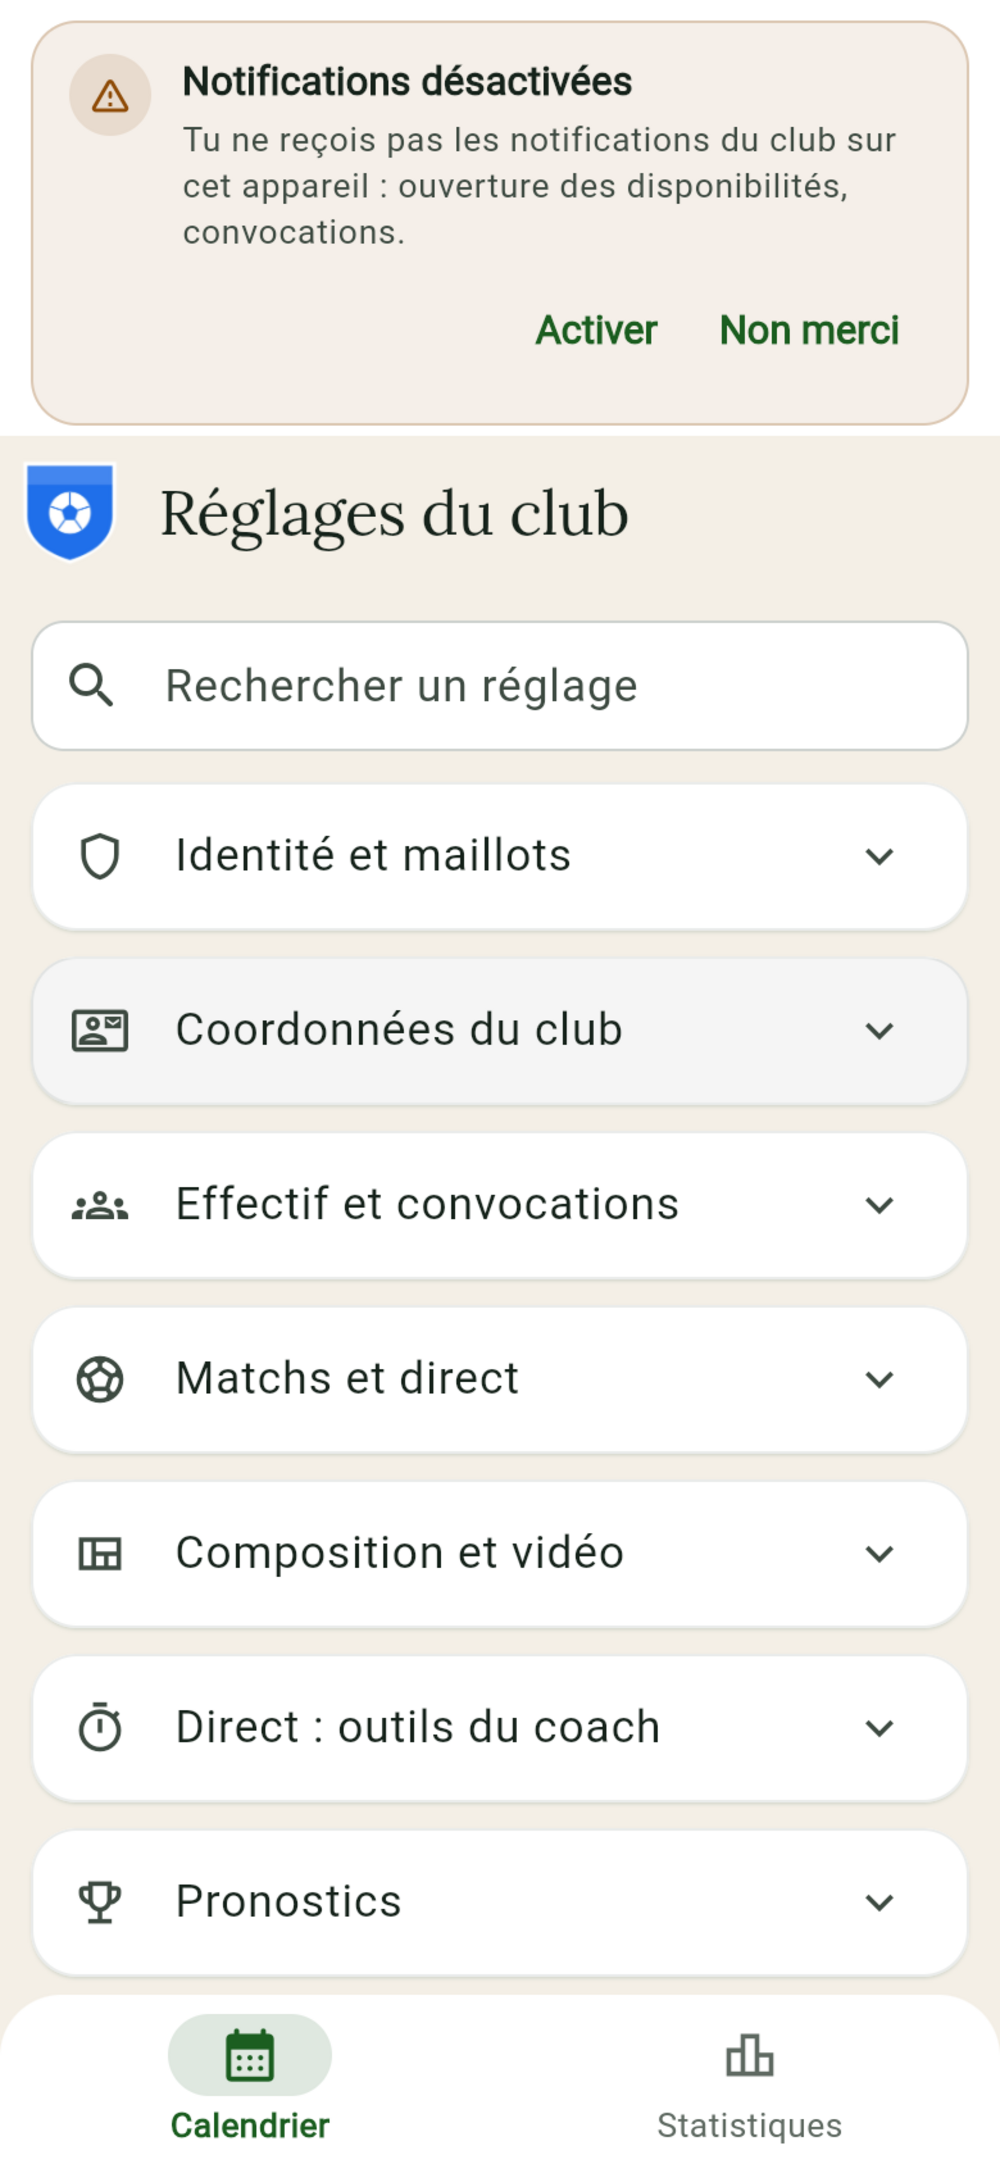 Notifications désactivées
Tu ne reçois pas les notifications du club sur
cet appareil : ouverture des disponibilités,
convocations.
Activer
Non merci
Réglages du club
Rechercher un réglage
Identité et maillots
Coordonnées du club
Effectif et convocations
Matchs et direct
Composition et vidéo
Direct : outils du coach
Pronostics
Calendrier
Statistiques